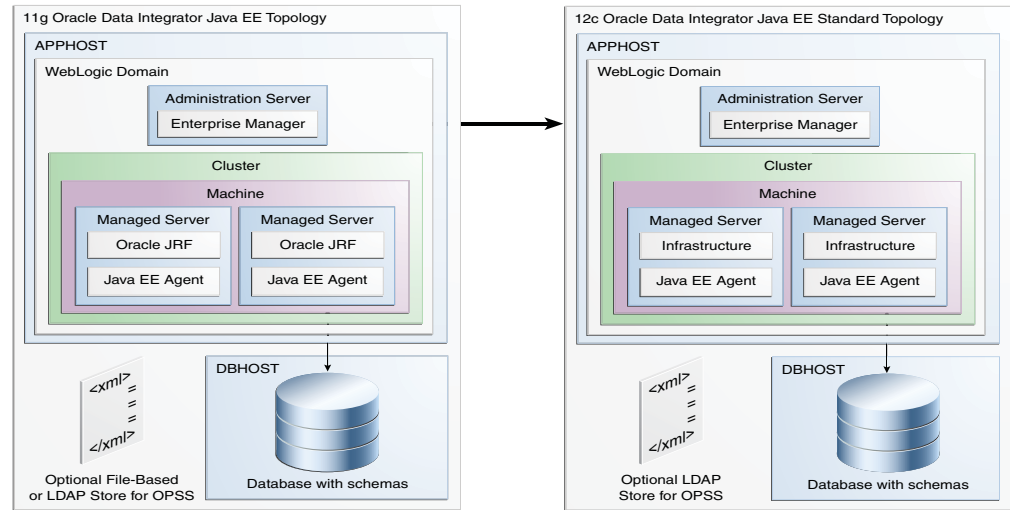 11g Oracle Data Integrator Java EE Topology
APPHOST
WebLogic Domain
Administration Server
Enterprise Manager
Cluster
Machine
Managed Server
Oracle JRF
Java EE Agent
Managed Server
Oracle JRF
Java EE Agent
<xml>
=
=
=
=
</xml>
Optional File-Based
or LDAP Store for OPSS
DBHOST
Database with schemas
12c Oracle Data Integrator Java EE Standard Topology
APPHOST
WebLogic Domain
Administration Server
Enterprise Manager
Cluster
Machine
Managed Server
Infrastructure
Java EE Agent
Managed Server
Infrastructure
Java EE Agent
<xml>
=
=
=
=
</xml>
Optional LDAP
Store for OPSS
DBHOST
Database with schemas